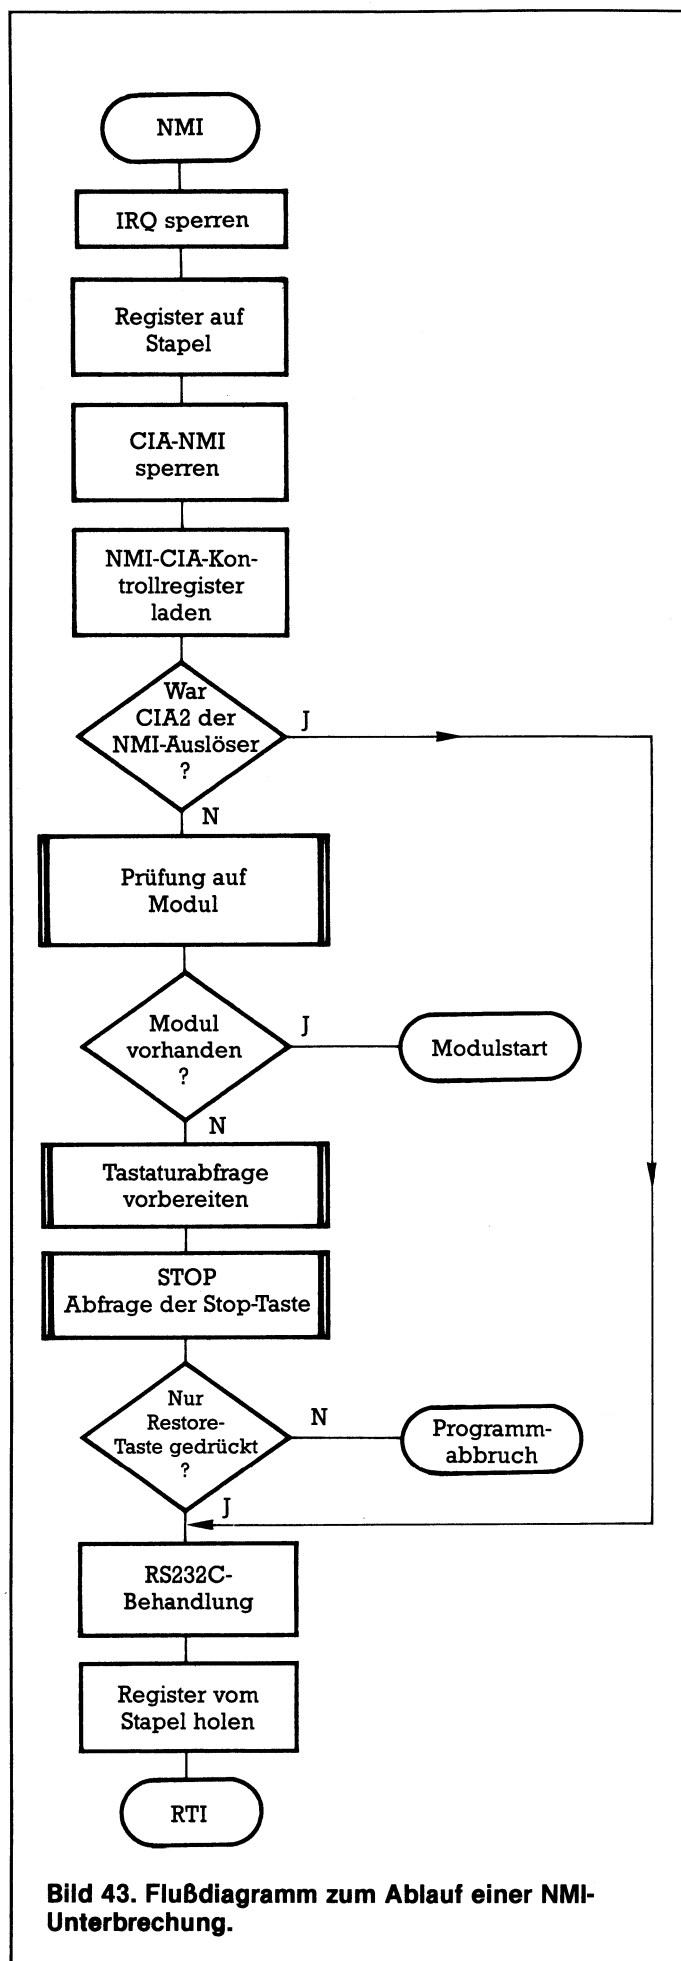 NMI
IRQ sperren
Register auf
Stapel
CIA-NMI
sperren
NMI-CIA-Kon-
trollregister
laden
War
CIA2 der
NMI-Auslöser
?
J
N
Prüfung auf
Modul
Modul
vorhanden
?
J
Modulstart
N
Tastaturabfrage
vorbereiten
STOP
Abfrage der Stop-Taste
Nur
Restore-
Taste gedrückt
?
N
Programm-
abbruch
J
RS232C-
Behandlung
Register vom
Stapel holen
RTI
Bild 43. Flußdiagramm zum Ablauf einer NMI-
Unterbrechung.